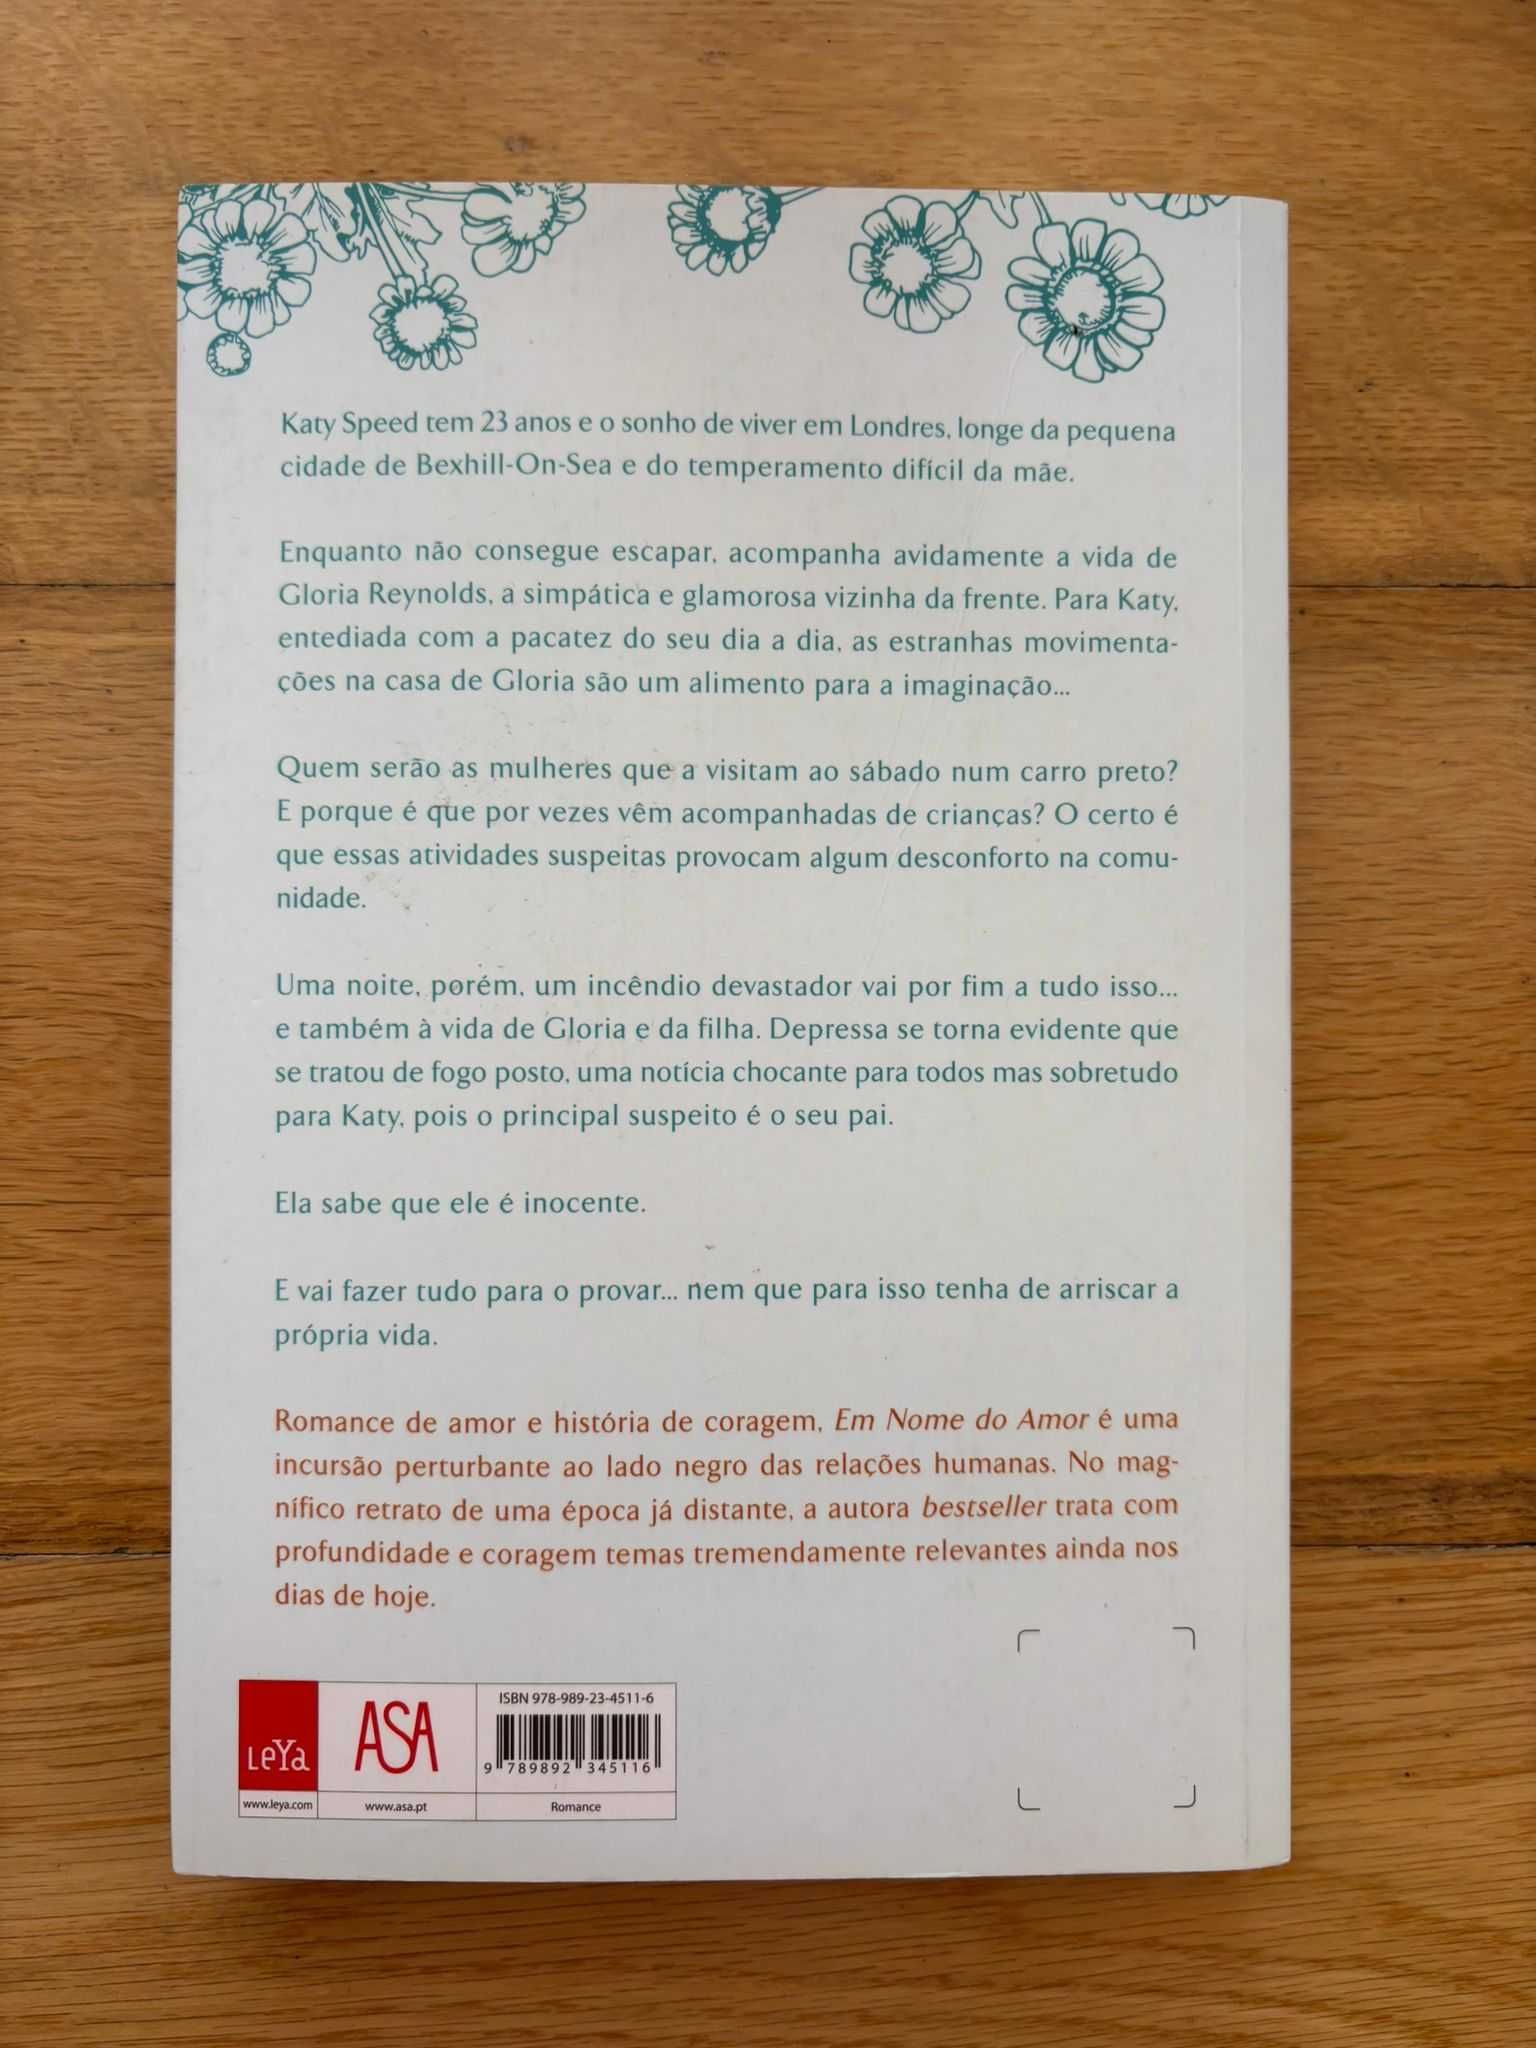 Katy Speed tem 23 anos e o sonho de viver em Londres, longe da pequena
cidade de Bexhill-On-Sea e do temperamento difícil da mãe.
Enquanto não consegue escapar, acompanha avidamente a vida de
Gloria Reynolds, a simpática e glamorosa vizinha da frente. Para Katy,
entediada com a pacatez do seu dia a dia, as estranhas movimenta-
ções na casa de Gloria são um alimento para a imaginação...
Quem serão as mulheres que a visitam ao sábado num carro preto?
E porque é que por vezes vêm acompanhadas de crianças? O certo é
que essas atividades suspeitas provocam algum desconforto na comu-
nidade.
Uma noite, porém, um incêndio devastador vai por fim a tudo isso...
e também à vida de Gloria e da filha. Depressa se torna evidente que
se tratou de fogo posto, uma notícia chocante para todos mas sobretudo
para Katy, pois o principal suspeito é o seu pai.
Ela sabe que ele é inocente.
E vai fazer tudo para o provar... nem que para isso tenha de arriscar a
própria vida.
Romance de amor e história de coragem, Em Nome do Amor é uma
incursão perturbante ao lado negro das relações humanas. No mag-
nífico retrato de uma época já distante, a autora bestseller trata com
profundidade e coragem temas tremendamente relevantes ainda nos
dias de hoje.
LeYa
www.leya.com
ASA
www.asa.pt
ISBN 978-989-23-4511-6
9 789892 345116
Romance